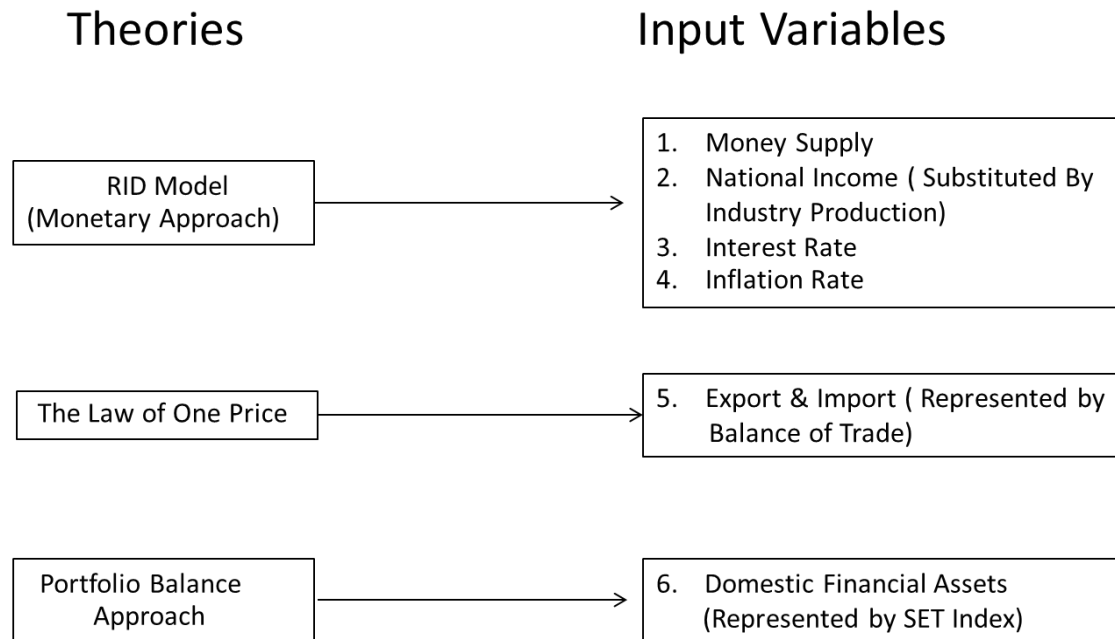 Theories
Input Variables
RID Model
(Monetary Approach)
1. Money Supply
2. National Income ( Substituted By
Industry Production)
3. Interest Rate
4. Inflation Rate
The Law of One Price
5. Export & Import ( Represented by
Balance of Trade)
Portfolio Balance
Approach
6. Domestic Financial Assets
(Represented by SET Index)